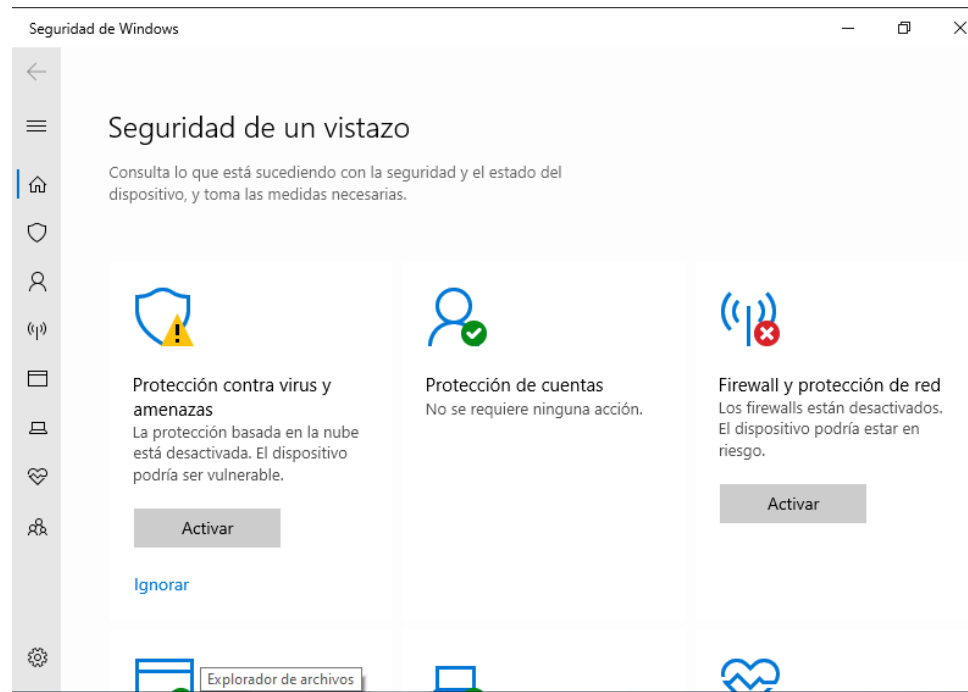 Seguridad de Windows
Seguridad de un vistazo
Consulta lo que está sucediendo con la seguridad y el estado del
dispositivo, y toma las medidas necesarias.
Protección contra virus y
amenazas
La protección basada en la nube
está desactivada. El dispositivo
podría ser vulnerable.
Activar
Ignorar
Protección de cuentas
No se requiere ninguna acción.
Firewall y protección de red
Los firewalls están desactivados.
El dispositivo podría estar en
riesgo.
Activar
Explorador de archivos